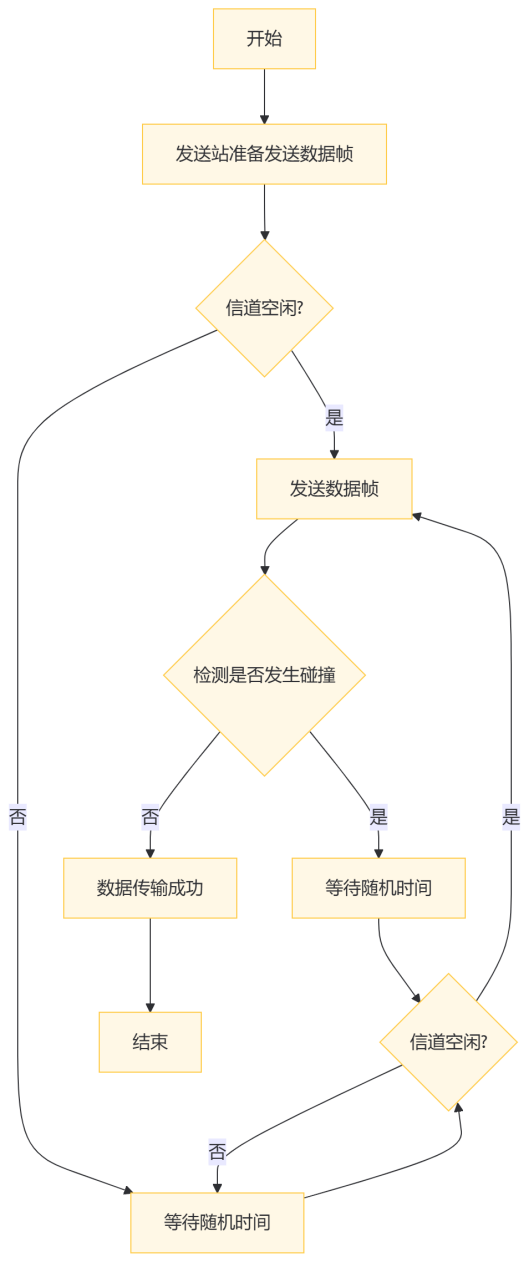 开始
发送站准备发送数据帧
信道空闲?
是
发送数据帧
检测是否发生碰撞
否
否
是
是
数据传输成功
等待随机时间
结束
信道空闲?
否
等待随机时间